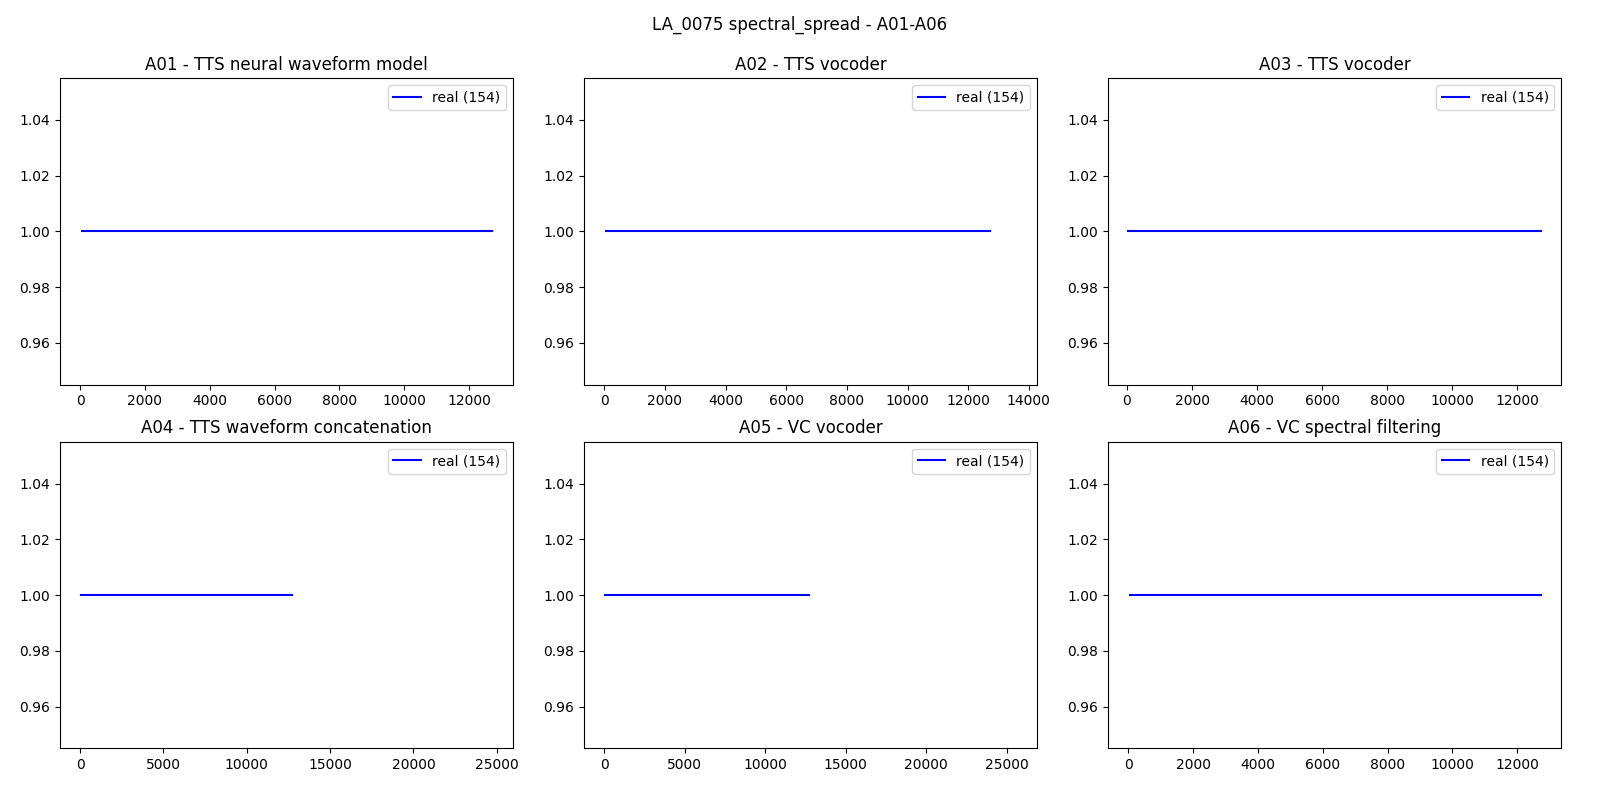 LA_0075 spectral_spread - A01-A06
A01 - TTS neural waveform model
real (154)
1.04
1.02
1.00
0.98
0.96
0 2000 4000 6000 8000 10000 12000
A02 - TTS vocoder
real (154)
1.04
1.02
1.00
0.98
0.96
0 2000 4000 6000 8000 10000 12000 14000
A03 - TTS vocoder
real (154)
1.04
1.02
1.00
0.98
0.96
0 2000 4000 6000 8000 10000 12000
A04 - TTS waveform concatenation
real (154)
1.04
1.02
1.00
0.98
0.96
0 5000 10000 15000 20000 25000
A05 - VC vocoder
real (154)
1.04
1.02
1.00
0.98
0.96
0 5000 10000 15000 20000 25000
A06 - VC spectral filtering
real (154)
1.04
1.02
1.00
0.98
0.96
0 2000 4000 6000 8000 10000 12000